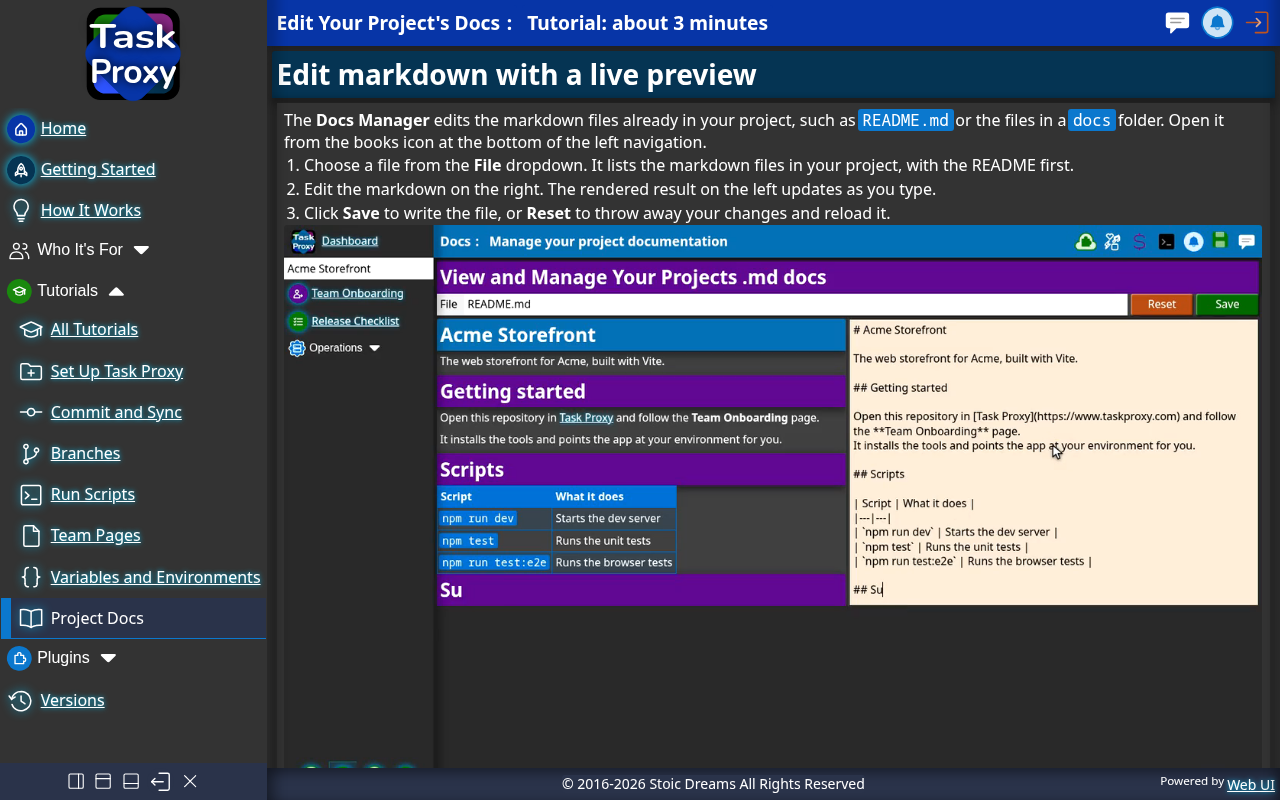 Task
Proxy
Home
Getting Started
How It Works
Who It's For
Tutorials
All Tutorials
Set Up Task Proxy
Commit and Sync
Branches
Run Scripts
Team Pages
Variables and Environments
Project Docs
Plugins
Versions
Edit Your Project's Docs : Tutorial: about 3 minutes
Edit markdown with a live preview
The Docs Manager edits the markdown files already in your project, such as README.md or the files in a docs folder. Open it
from the books icon at the bottom of the left navigation.
1. Choose a file from the File dropdown. It lists the markdown files in your project, with the README first.
2. Edit the markdown on the right. The rendered result on the left updates as you type.
3. Click Save to write the file, or Reset to throw away your changes and reload it.
Task
Proxy
Dashboard
Acme Storefront
Team Onboarding
Release Checklist
Operations
Docs : Manage your project documentation
View and Manage Your Projects .md docs
File README.md
Reset
Save
Acme Storefront
The web storefront for Acme, built with Vite.
Getting started
Open this repository in Task Proxy and follow the Team Onboarding page.
It installs the tools and points the app at your environment for you.
Scripts
Script What it does
npm run dev Starts the dev server
npm test Runs the unit tests
npm run test:e2e Runs the browser tests
Su
# Acme Storefront
The web storefront for Acme, built with Vite.
## Getting started
Open this repository in [Task Proxy](https://www.taskproxy.com) and follow
the **Team Onboarding** page.
It installs the tools and points the app at your environment for you.
## Scripts
| Script | What it does |
|---|---|
| `npm run dev` | Starts the dev server |
| `npm test` | Runs the unit tests |
| `npm run test:e2e` | Runs the browser tests |
## Su
© 2016-2026 Stoic Dreams All Rights Reserved
Powered by Web UI